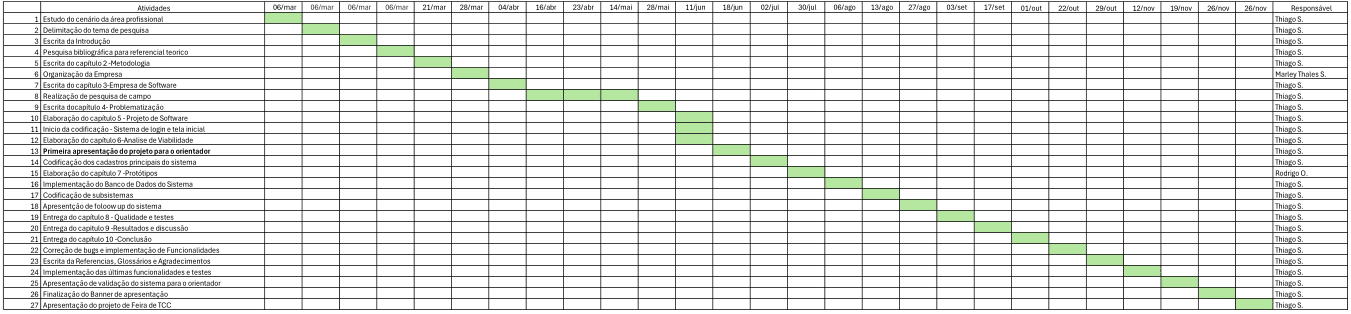 Atividades 06/mar 06/mar 06/mar 06/mar 21/mar 28/mar 04/abr 16/abr 23/abr 14/mai 28/mai 11/jun 18/jun 02/jul 30/jul 06/ago 13/ago 27/ago 03/set 17/set 01/out 22/out 29/out 12/nov 19/nov 26/nov 26/nov Responsável
1 Estudo do cenário da área profissional Thiago S.
2 Delimitação do tema de pesquisa Thiago S.
3 Escrita da Introdução Thiago S.
4 Pesquisa bibliográfica para referencial teorico Thiago S.
5 Escrita do capítulo 2 -Metodologia Thiago S.
6 Organização da Empresa Marley Thales S.
7 Escrita do capítulo 3-Empresa de Software Thiago S.
8 Realização de pesquisa de campo Thiago S.
9 Escrita docapítulo 4- Problematização Thiago S.
10 Elaboração do capítulo 5 - Projeto de Software Thiago S.
11 Inicio da codificação - Sistema de login e tela inicial Thiago S.
12 Elaboração do capítulo 6-Analise de Viabilidade Thiago S.
13 Primeira apresentação do projeto para o orientador Thiago S.
14 Codificação dos cadastros principais do sistema Thiago S.
15 Elaboração do capítulo 7 -Protótipos Rodrigo O.
16 Implementação do Banco de Dados do Sistema Thiago S.
17 Codificação de subsistemas Thiago S.
18 Apresentção de foloow up do sistema Thiago S.
19 Entrega do capítulo 8 - Qualidade e testes Thiago S.
20 Entrega do capítulo 9 -Resultados e discussão Thiago S.
21 Entrega do capítulo 10 -Conclusão Thiago S.
22 Correção de bugs e implementação de Funcionalidades Thiago S.
23 Escrita da Referencias, Glossários e Agradecimentos Thiago S.
24 Implementação das últimas funcionalidades e testes Thiago S.
25 Apresentação de validação do sistema para o orientador Thiago S.
26 Finalização do Banner de apresentação Thiago S.
27 Apresentação do projeto de Feira de TCC Thiago S.